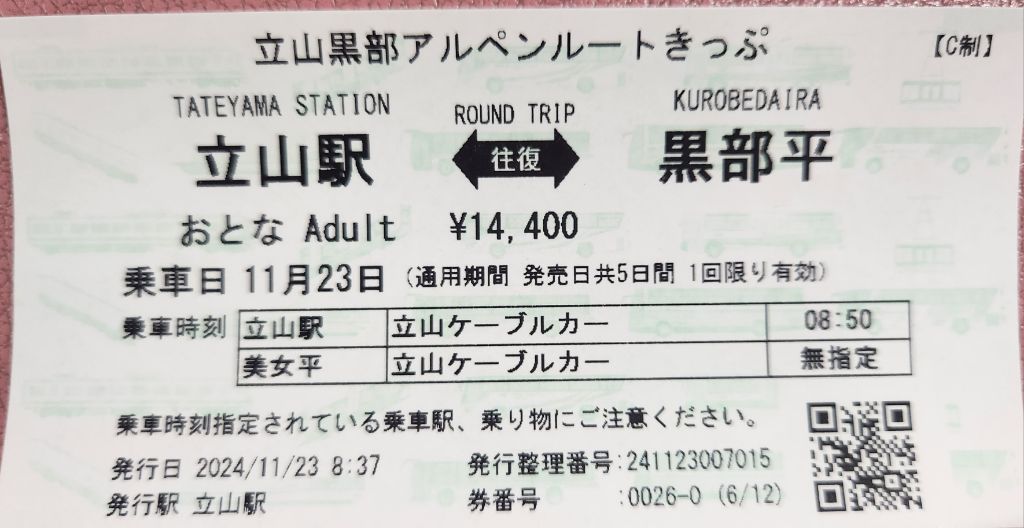 立山黒部アルペンルートきっぷ 【C制】
TATEYAMA STATION ROUND TRIP KUROBEDAIRA
立山駅 往復 黒部平
おとな Adult ¥14,400
乗車日 11月23日 (通用期間 発売日共5日間 1回限り有効)
乗車時刻 立山駅 立山ケーブルカー 08:50
美女平 立山ケーブルカー 無指定
乗車時刻指定されている乗車駅、乗り物にご注意ください。
発行日 2024/11/23 8:37 発行整理番号:241123007015
発行駅 立山駅 券番号 :0026-0 (6/12)